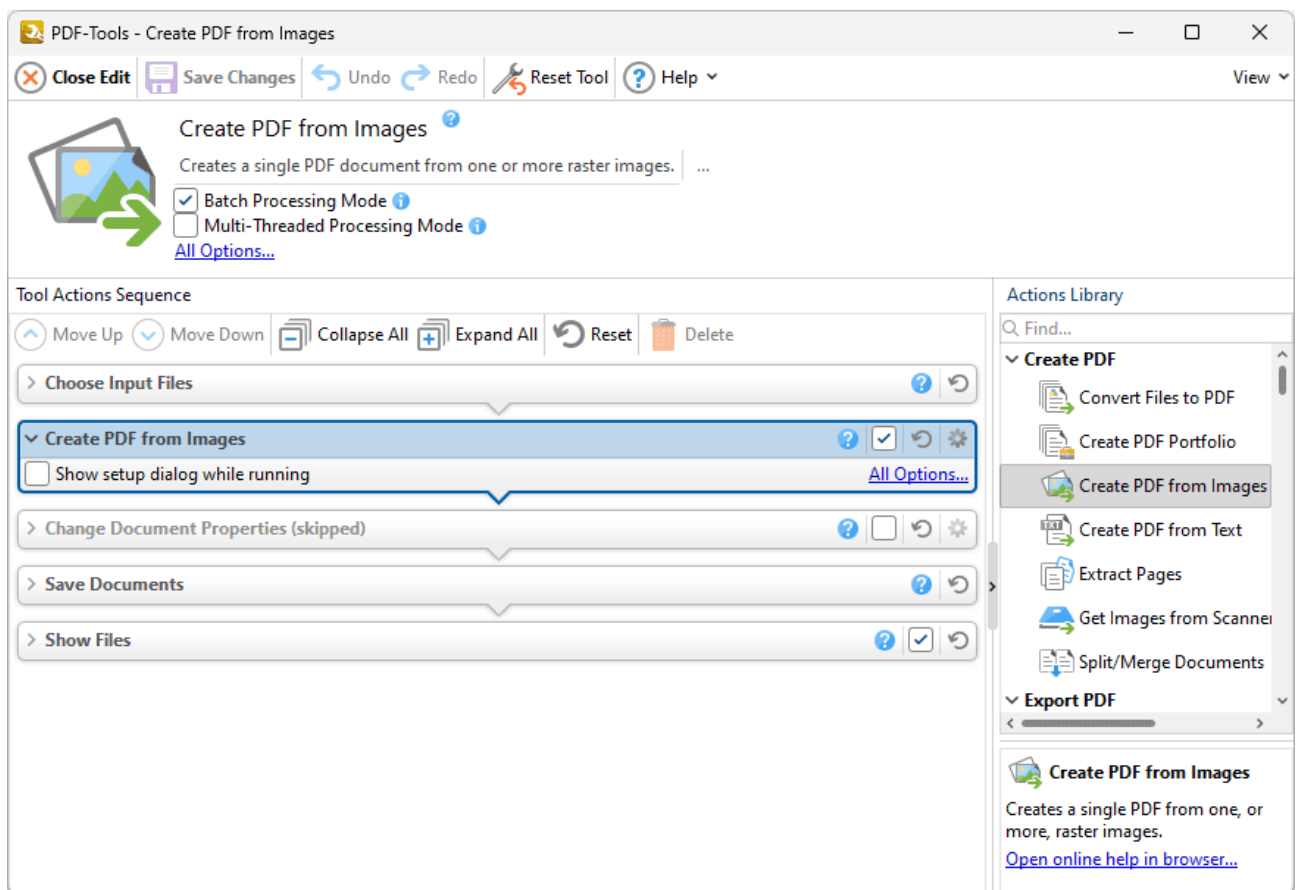 PDF-Tools - Create PDF from Images
Close Edit Save Changes Undo Redo Reset Tool Help View
Create PDF from Images
Creates a single PDF document from one or more raster images. ...
Batch Processing Mode
Multi-Threaded Processing Mode
All Options...
Tool Actions Sequence
Move Up Move Down Collapse All Expand All Reset Delete
Choose Input Files
Create PDF from Images
Show setup dialog while running All Options...
Change Document Properties (skipped)
Save Documents
Show Files
Actions Library
Find...
Create PDF
Convert Files to PDF
Create PDF Portfolio
Create PDF from Images
TXT Create PDF from Text
Extract Pages
Get Images from Scanner
Split/Merge Documents
Export PDF
Create PDF from Images
Creates a single PDF from one, or
more, raster images.
Open online help in browser...